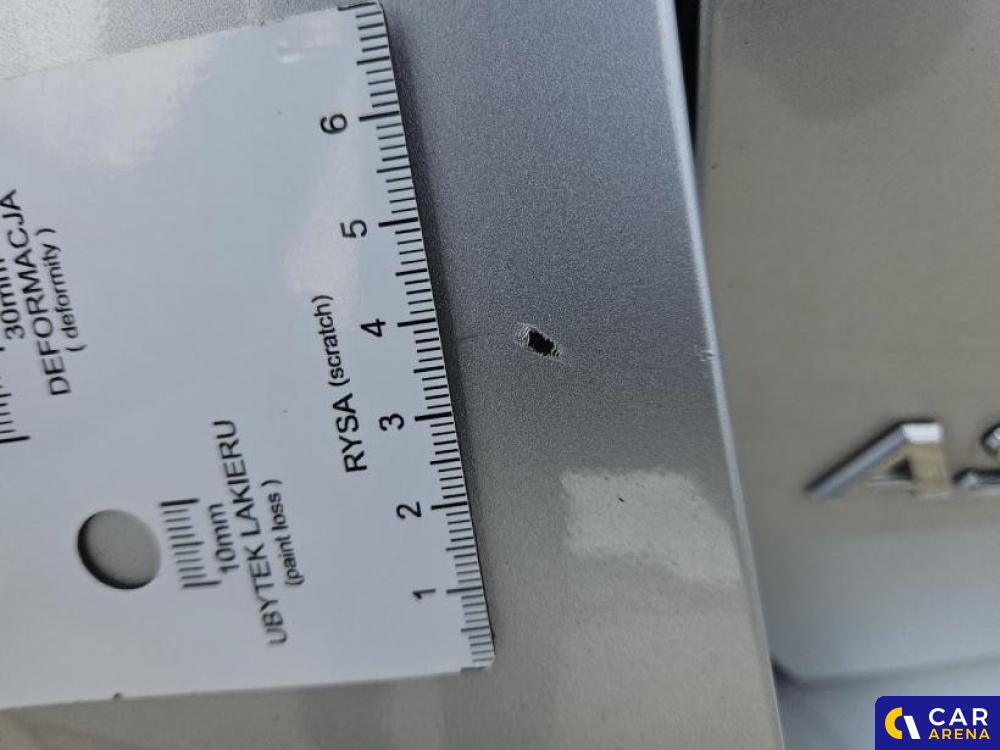 30mm
DEFORMACJA
( deformity )
10mm
UBYTEK LAKIERU
(paint loss )
RYSA (scratch)
6
5
4
3
2
1
CAR
ARENA